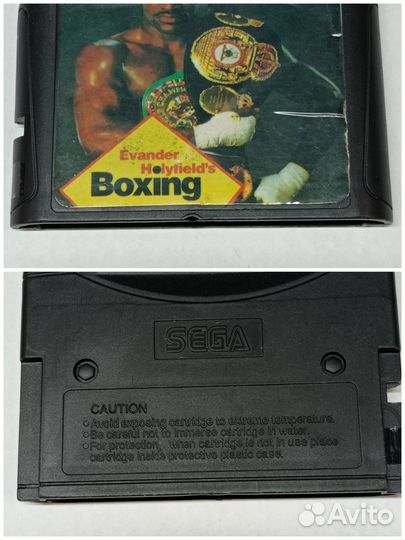 Evander
Holyfield's
Boxing
SEGA
CAUTION
Avoid exposing cartridge to extreme temperature.
Be careful not to immerse cartridge in water.
For protection, when cartridge is not in use place
cartridge inside protective plastic case.
Avito